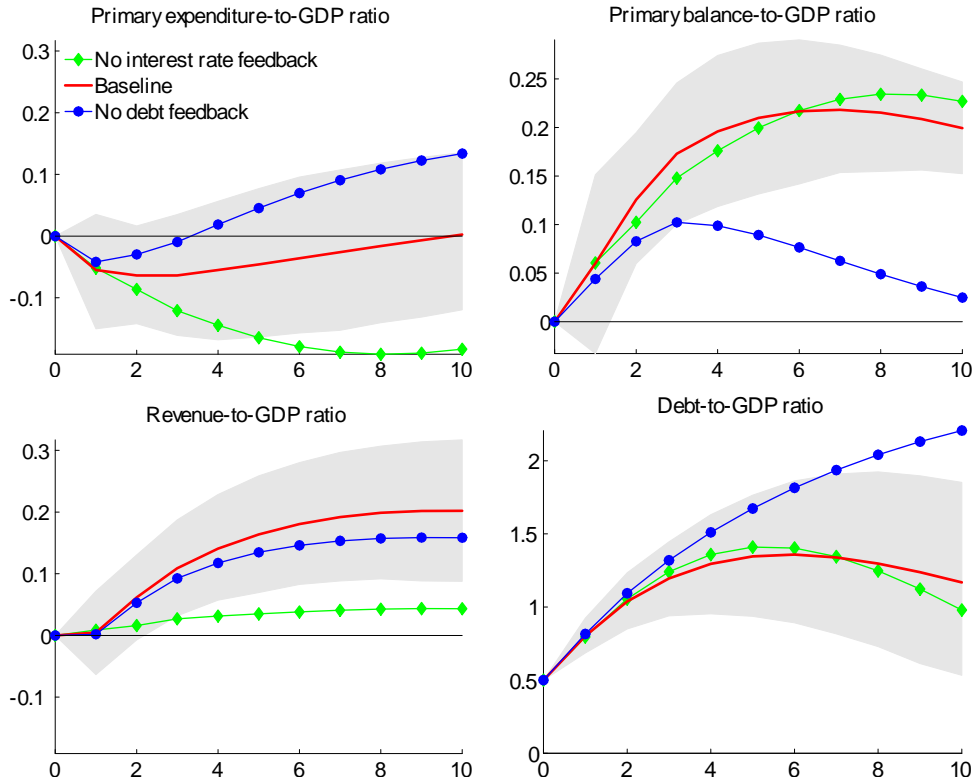 Primary expenditure-to-GDP ratio
0.3
0.2
0.1
0
-0.1
No interest rate feedback
Baseline
No debt feedback
0 2 4 6 8 10
Primary balance-to-GDP ratio
0.25
0.2
0.15
0.1
0.05
0
0 2 4 6 8 10
Revenue-to-GDP ratio
0.3
0.2
0.1
0
-0.1
0 2 4 6 8 10
Debt-to-GDP ratio
2
1.5
1
0.5
0
0 2 4 6 8 10